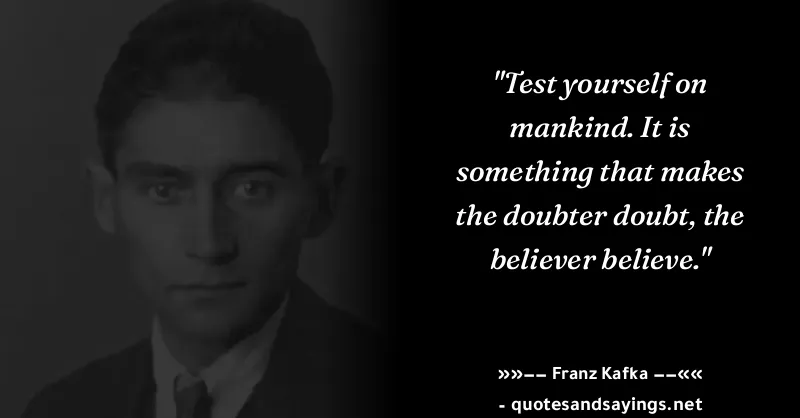 "Test yourself on
mankind. It is
something that makes
the doubter doubt, the
believer believe."
»»−− Franz Kafka −−««
- quotesandsayings.net